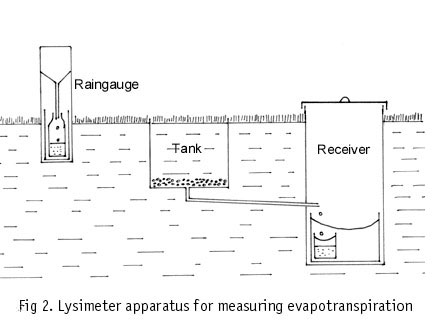 Raingauge
Tank
Receiver
Fig 2. Lysimeter apparatus for measuring evapotranspiration